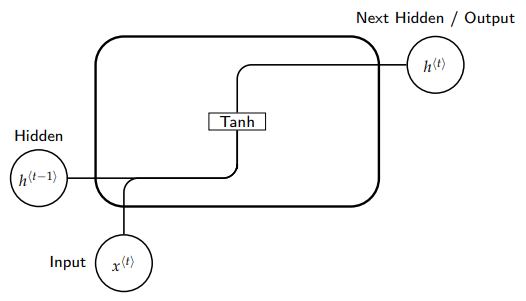 Next Hidden / Output
h⟨t⟩
Tanh
Hidden
h⟨t−1⟩
Input
x⟨t⟩